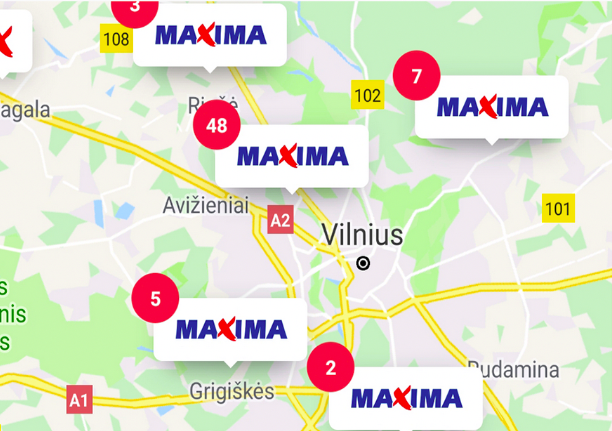 3
MAXIMA
108
7
MAXIMA
102
agala
48
MAXIMA
Avižieniai
A2
101
Vilnius
5
MAXIMA
nis
s
2
MAXIMA
Rudamina
Grigiškės
A1